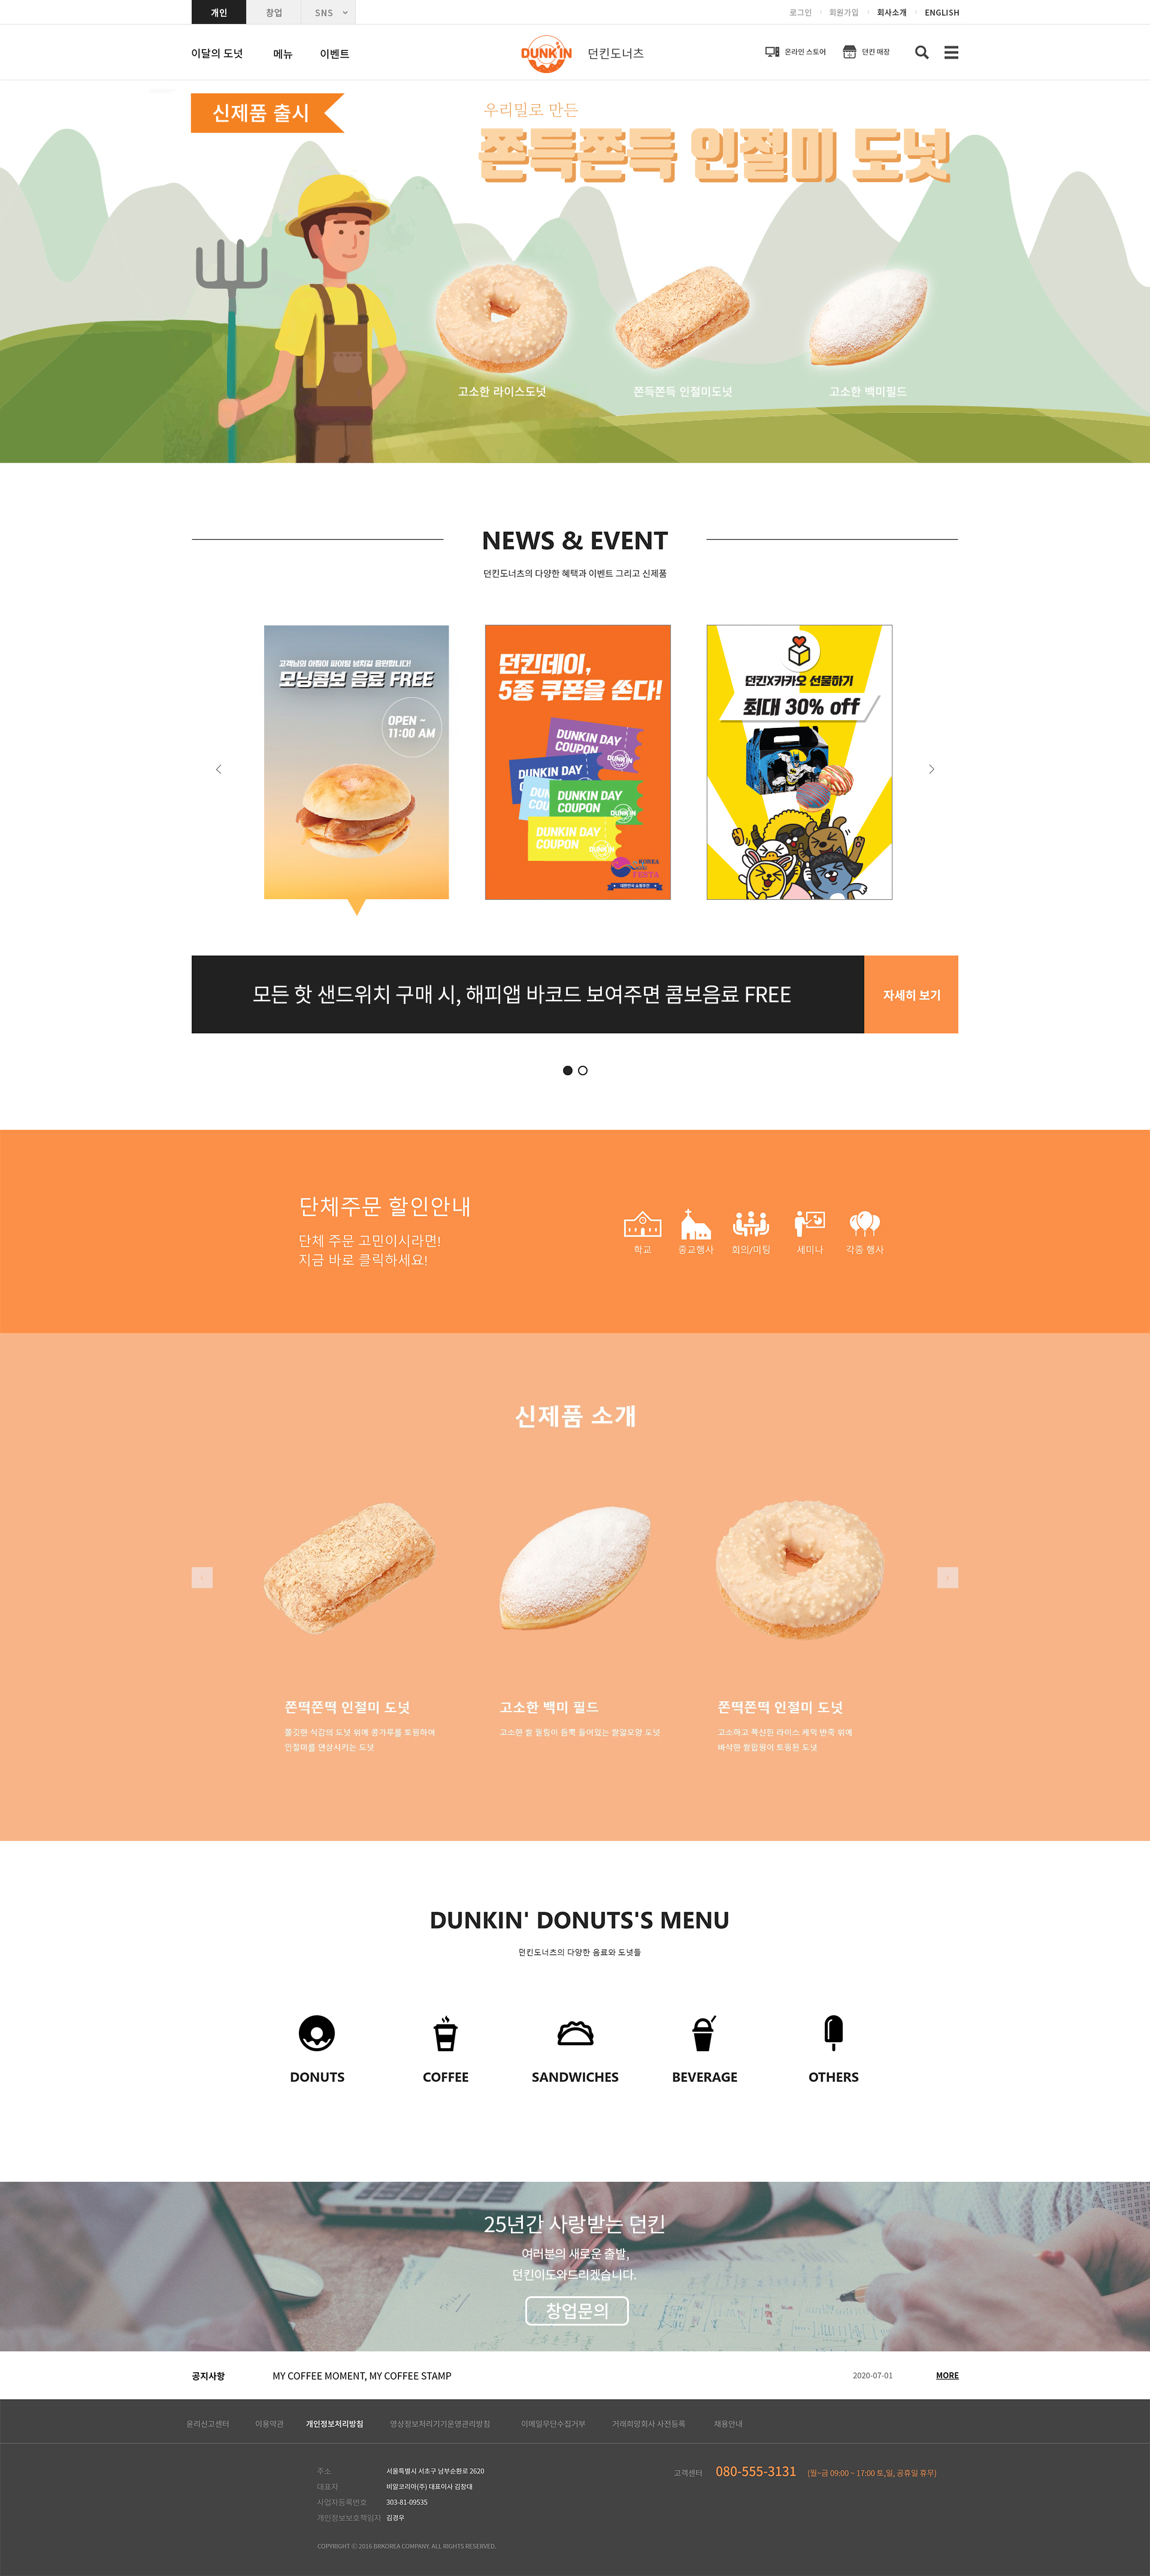 개인
창업
SNS
로그인
회원가입
회사소개
ENGLISH
이달의 도넛
메뉴
이벤트
DUNKIN
던킨도너츠
온라인 스토어
던킨 매장
신제품 출시
우리밀로 만든
쫀득쫀득 인절미 도넛
고소한 라이스도넛
쫀득쫀득 인절미도넛
고소한 백미필드
NEWS & EVENT
던킨도너츠의 다양한 혜택과 이벤트 그리고 신제품
고객님의 아침이 파이팅 넘치길 응원합니다!
모닝콤보 음료 FREE
OPEN ~
11:00 AM
던킨데이,
5종 쿠폰을 쏜다!
DUNKIN DAY
COUPON
DUNKIN
DUNKIN DAY
DUNKIN DAY
COUPON
DUNKIN
DUNKIN DAY
COUPON
DUNKIN
KOREA
FESTA
던킨X카카오 선물하기
최대 30% off
모든 핫 샌드위치 구매 시, 해피앱 바코드 보여주면 콤보음료 FREE
자세히 보기
단체주문 할인안내
단체 주문 고민이시라면!
지금 바로 클릭하세요!
학교
종교행사
회의/미팅
세미나
각종 행사
신제품 소개
쫀떡쫀떡 인절미 도넛
쫄깃한 식감의 도넛 위에 콩가루를 토핑하여
인절미를 연상시키는 도넛
고소한 백미 필드
고소한 쌀 필링이 듬뿍 들어있는 쌀알모양 도넛
쫀떡쫀떡 인절미 도넛
고소하고 폭신한 라이스 케익 반죽 위에
바삭한 쌀알원이 토핑된 도넛
DUNKIN' DONUTS'S MENU
던킨도너츠의 다양한 음료와 도넛들
DONUTS
COFFEE
SANDWICHES
BEVERAGE
OTHERS
25년간 사랑받는 던킨
여러분의 새로운 출발,
던킨이도와드리겠습니다.
창업문의
공지사항
MY COFFEE MOMENT, MY COFFEE STAMP
2020-07-01
MORE
윤리신고센터
이용약관
개인정보처리방침
영상정보처리기기운영관리방침
이메일무단수집거부
거래희망회사 사전등록
채용안내
주소
서울특별시 서초구 남부순환로 2620
대표자
비알코리아(주) 대표이사 김창대
사업자등록번호
303-81-09535
개인정보보호책임자
김경우
고객센터
080-555-3131
(월~금 09:00 ~ 17:00 토,일, 공휴일 휴무)
COPYRIGHT ⓒ 2016 BRKOREA COMPANY. ALL RIGHTS RESERVED.